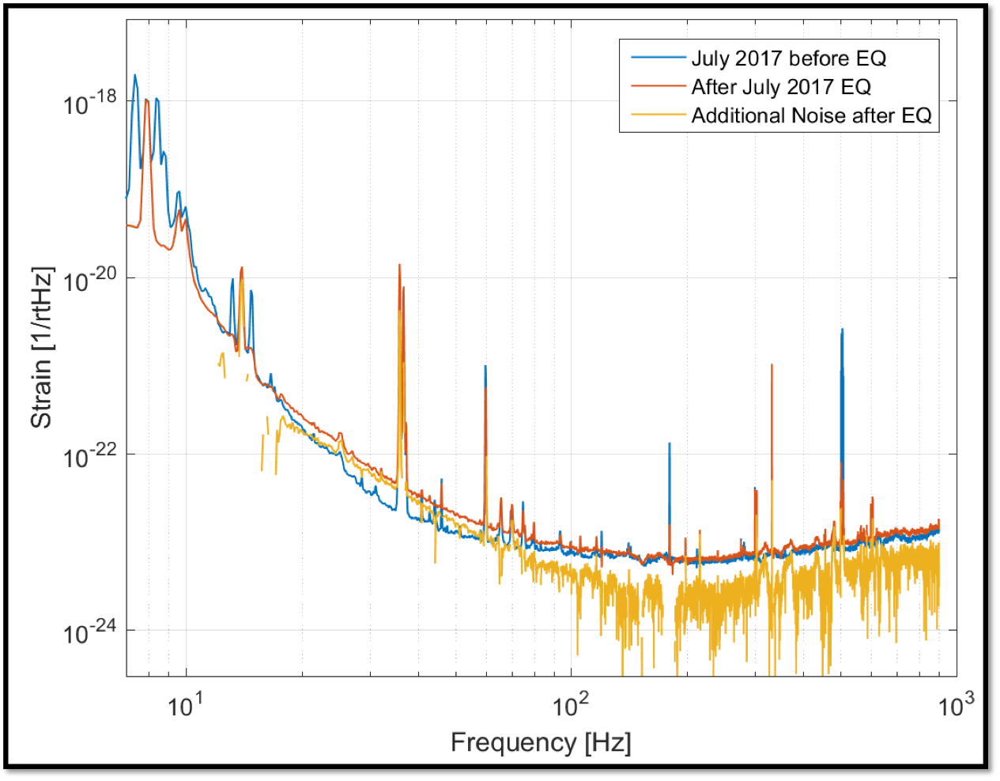 July 2017 before EQ
After July 2017 EQ
Additional Noise after EQ
10^-18
10^-20
10^-22
10^-24
Strain [1/rtHz]
10^1
10^2
10^3
Frequency [Hz]